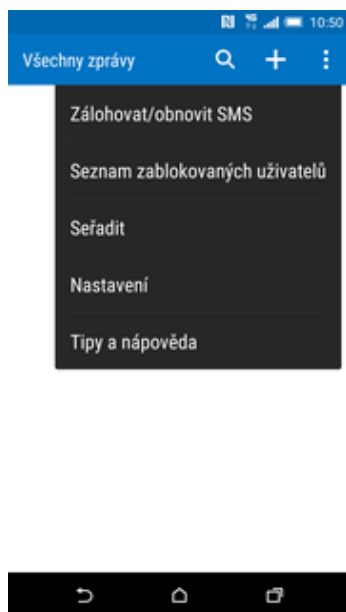 10:50
Všechny zprávy
Zálohovat/obnovit SMS
Seznam zablokovaných uživatelů
Seřadit
Nastavení
Tipy a nápověda